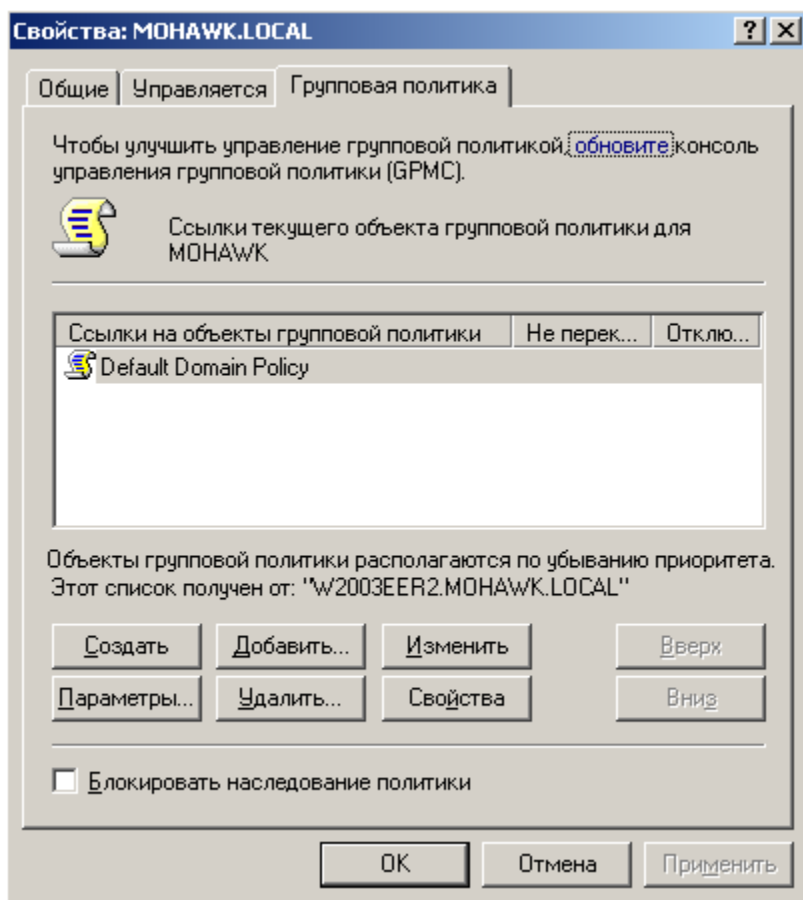 Свойства: MOHAWK.LOCAL
Общие Управляется Групповая политика
Чтобы улучшить управление групповой политикой, обновите консоль
управления групповой политики (GPMC).
Ссылки текущего объекта групповой политики для
MOHAWK
Ссылки на объекты групповой политики Не перек... Отклю...
Default Domain Policy
Объекты групповой политики располагаются по убыванию приоритета.
Этот список получен от: "W2003EER2.MOHAWK.LOCAL"
Создать Добавить... Изменить Вверх
Параметры... Удалить... Свойства Вниз
Блокировать наследование политики
OK Отмена Применить